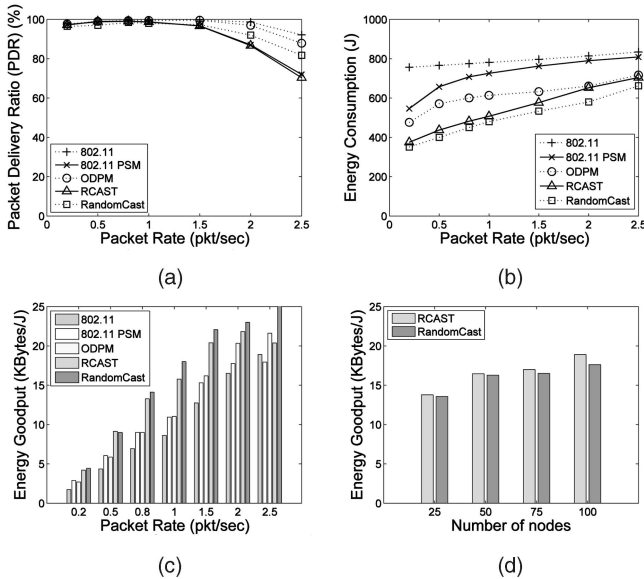 Packet Delivery Ratio (PDR) (%)
100
80
60
40
20
0
802.11
802.11 PSM
ODPM
RCAST
RandomCast
0
0.5
1
1.5
2
2.5
Packet Rate (pkt/sec)
(a)
Energy Consumption (J)
1000
800
600
400
200
0
802.11
802.11 PSM
ODPM
RCAST
RandomCast
0
0.5
1
1.5
2
2.5
Packet Rate (pkt/sec)
(b)
Energy Goodput (KBytes/J)
25
20
15
10
5
0
802.11
802.11 PSM
ODPM
RCAST
RandomCast
0.2
0.5
0.8
1
1.5
2
2.5
Packet Rate (pkt/sec)
(c)
Energy Goodput (KBytes/J)
25
20
15
10
5
0
RCAST
RandomCast
25
50
75
100
Number of nodes
(d)